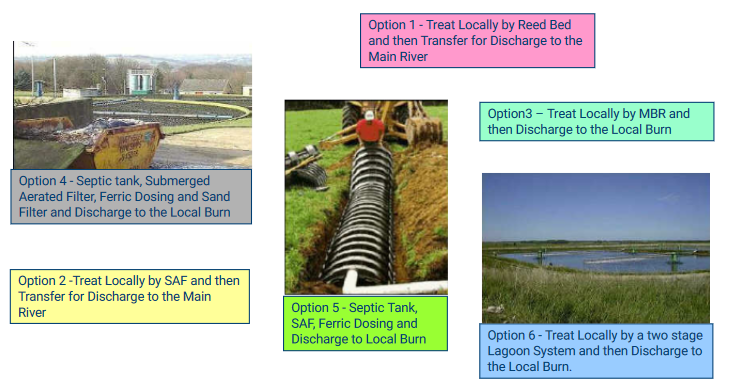 Option 1 - Treat Locally by Reed Bed
and then Transfer for Discharge to the
Main River
Option3 – Treat Locally by MBR and
then Discharge to the Local Burn
Option 4 - Septic tank, Submerged
Aerated Filter, Ferric Dosing and Sand
Filter and Discharge to the Local Burn
Option 2 -Treat Locally by SAF and then
Transfer for Discharge to the Main
River
Option 5 - Septic Tank,
SAF, Ferric Dosing and
Discharge to Local Burn
Option 6 - Treat Locally by a two stage
Lagoon System and then Discharge to
the Local Burn.